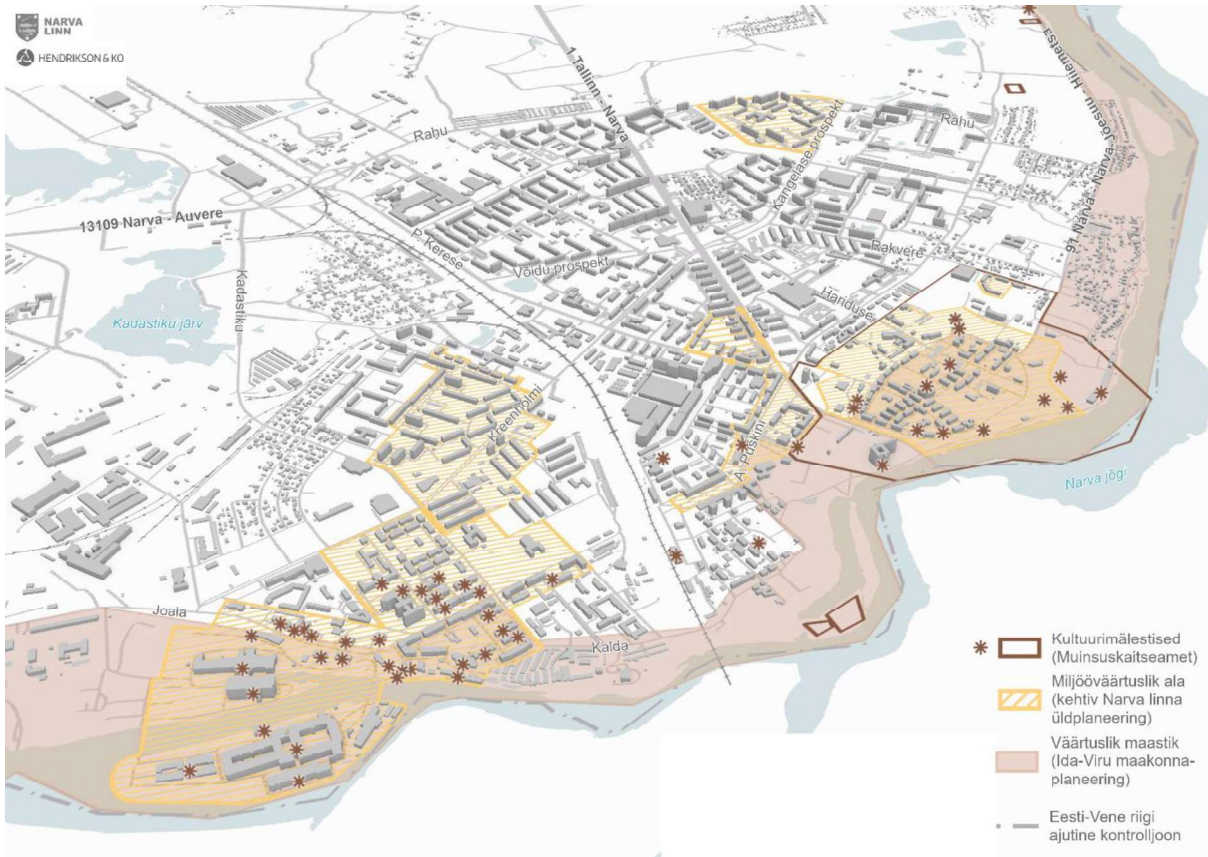 NARVA
LINN
HENDRIKSON & KO
1 Tallinn - Narva
91 Narva - Narva-Jõesuu - Hiiemetsa
Rahu
Rahu
Kangelase prospekt
13109 Narva - Auvere
P. Kerese
Võidu prospekt
Rakvere
Hariduse
Kadastiku
Kadastiku järv
Kreenholmi
A. Puškini
Narva jõgi
Joala
Kalda
Kultuurimälestised
(Muinsuskaitseamet)
Miljööväärtuslik ala
(kehtiv Narva linna
üldplaneering)
Väärtuslik maastik
(Ida-Viru maakonna-
planeering)
Eesti-Vene riigi
ajutine kontrolljoon